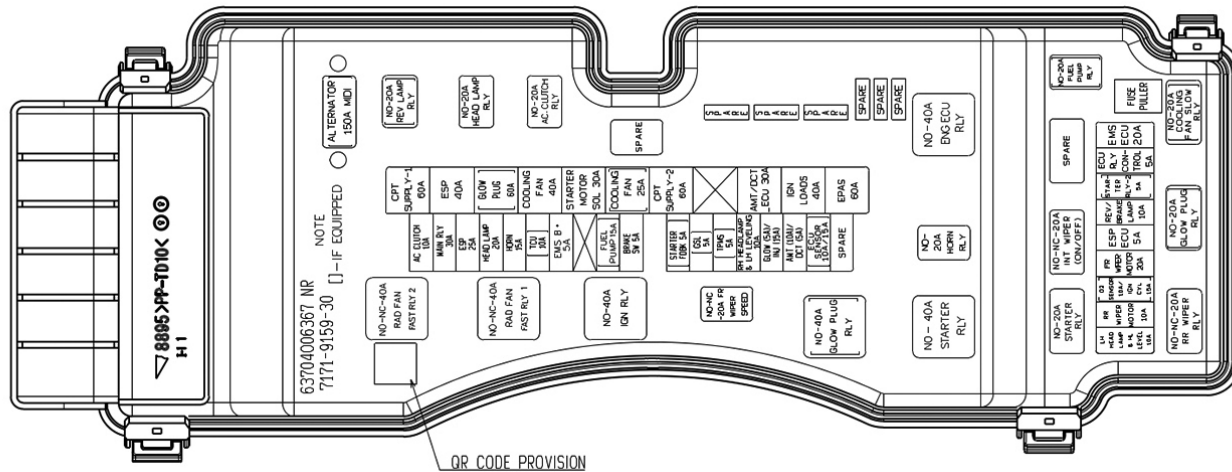 8895>PP-TD10<
H1
63704006367 NR
7171-9159-30
NOTE
[]-IF EQUIPPED
ALTERNATOR
150A MIDI
NO-20A
REV LAMP
RLY
NO-20A
HEAD LAMP
RLY
NO-20A
AC. CLUTCH
RLY
SPARE
SPARE
SPARE
SPARE
SPARE
SPARE
SPARE
NO-40A
ENG ECU
RLY
CPT
SUPPLY-1
60A
ESP
40A
GLOW
PLUG
60A
COOLING
FAN
40A
STARTER
MOTOR
SOL 30A
COOLING
FAN
25A
CPT
SUPPLY-2
60A
AMT/DCT
ECU 30A
IGN
LOADS
40A
EPAS
60A
AC CLUTCH
10A
MAIN RLY
30A
ESP
25A
HEAD LAMP
20A
HORN
15A
TCU
10A
EMS B+
5A
FUEL
PUMP15A
BRAKE
SW 5A
STARTER
FDBK 5A
GSL
5A
TPMS
5A
RH HEADLAMP
& LH LEVELING
10A
GLOW (5A)/
INJ (15A)
AMT (10A)/
DCT (5A)
ECU
SENSOR
10A/15A
SPARE
NO-NC-40A
RAD FAN
FAST RLY 2
NO-NC-40A
RAD FAN
FAST RLY 1
NO-40A
IGN RLY
NO-NC
-20A FR
WIPER
SPEED
NO-40A
GLOW PLUG
RLY
NO-
20A
HORN RLY
NO- 40A
STARTER
RLY
NO-20A
FUEL
PUMP
RLY
FUSE
PULLER
NO-20A
COOLING
FAN SLOW
RLY
SPARE
ECU
RLY
CON-
TROL
5A
EMS
ECU
20A
STAR-
TER
RLY-2
5A
REV/
BRAKE
LAMP
10A
ESP
ECU
5A
FR
WIPER
MOTOR
20A
O2
SENSOR
10A/
15A
IGN
CYL
RR
WIPER
MOTOR
10A
LH
HEAD
LAMP
& HL
LEVEL
10A
NO-NC-20A
INT WIPER
(ON/OFF)
NO-20A
GLOW PLUG
RLY
NO-20A
STARTER
RLY
NO-NC-20A
RR WIPER
RLY
QR CODE PROVISION